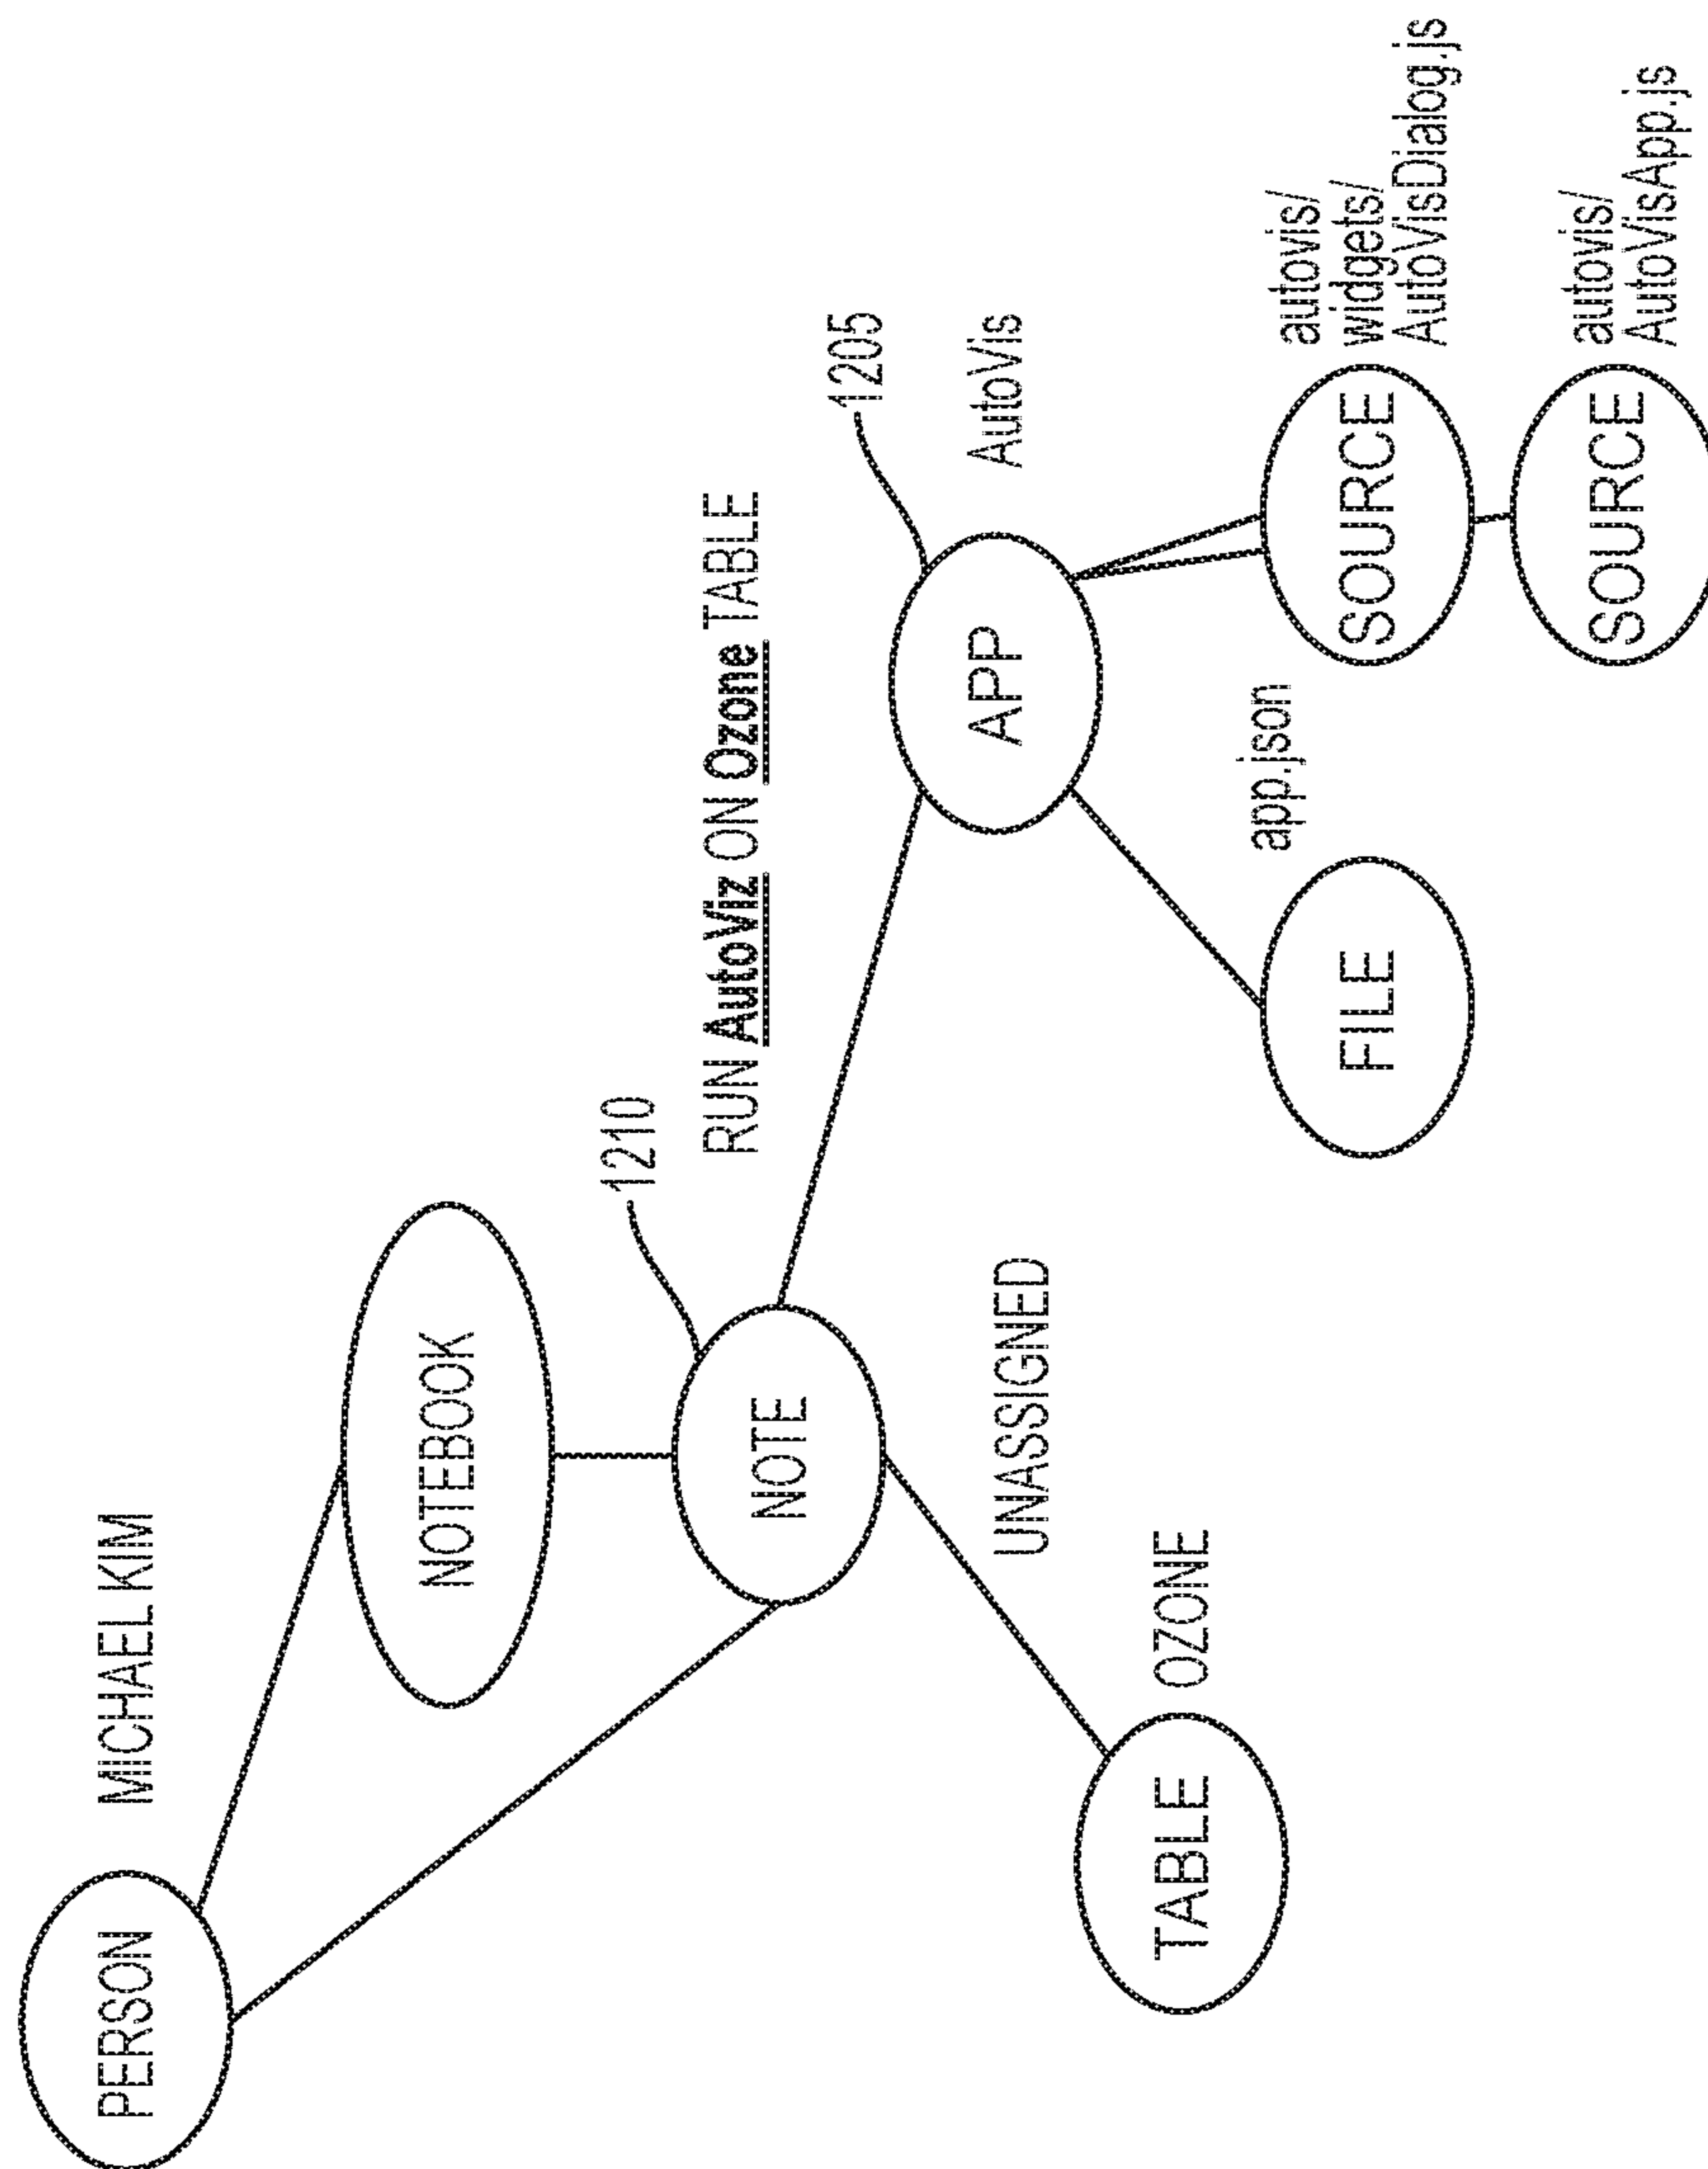 PERSON
MICHAEL KIM
NOTEBOOK
1210
NOTE
RUN AutoViz ON Ozone TABLE
UNASSIGNED
TABLE
OZONE
1205
APP
AutoVis
app.json
FILE
SOURCE
autovis/
widgets/
AutoVisDialog.js
SOURCE
autovis/
AutoVisApp.js